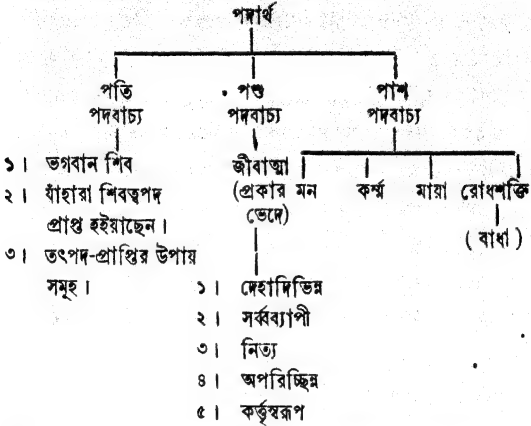 পদার্থ
পতি পশু পাশ
পদবাচ্য পদবাচ্য পদবাচ্য
১। ভগবান শিব
২। যাঁহারা শিবত্বপদ
প্রাপ্ত হইয়াছেন।
৩। তৎপদ-প্রাপ্তির উপায়
সমূহ।
জীবাত্মা
(প্রকার
ভেদে)
মন কর্ম্ম মায়া রোধশক্তি
(বাধা)
১। দেহাদিভিন্ন
২। সর্ব্বব্যাপী
৩। নিত্য
৪। অপরিচ্ছিন্ন
৫। কর্ত্তৃস্বরূপ